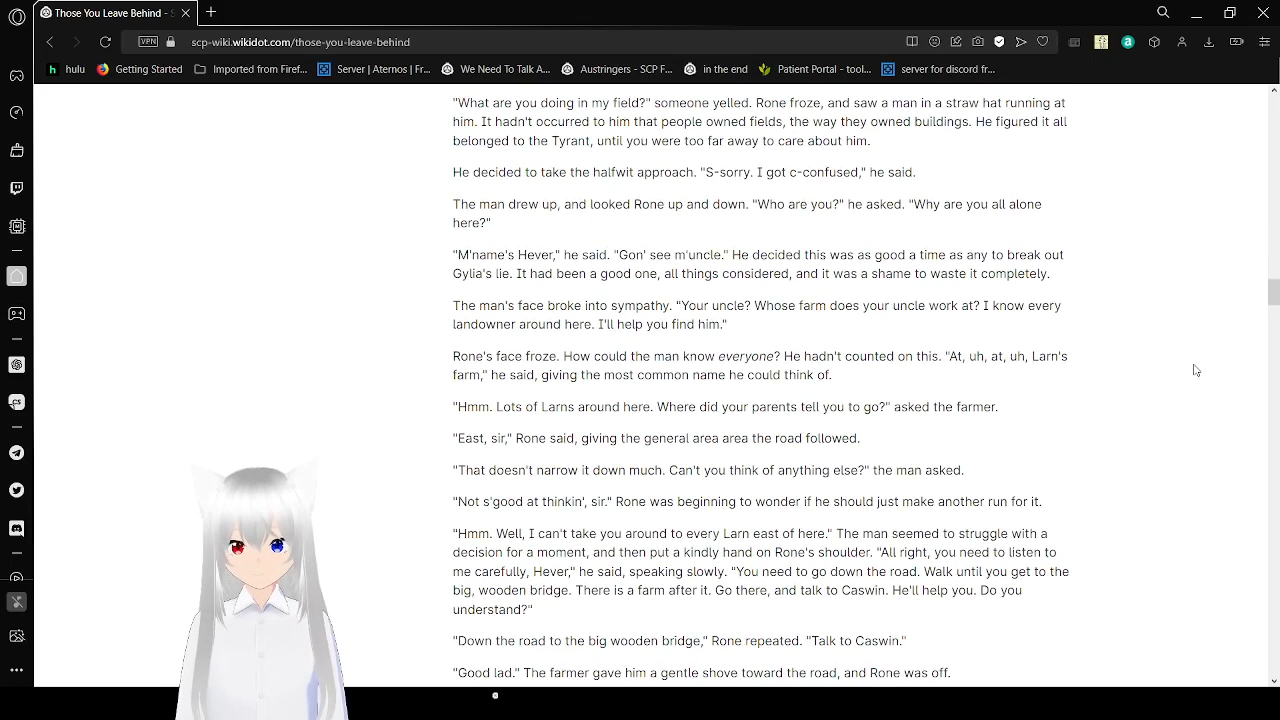 Those You Leave Behind - S
scp-wiki.wikidot.com/those-you-leave-behind
VPN
hulu
Getting Started
Imported from Firef...
Server | Aternos | Fr...
We Need To Talk A...
Austringers - SCP F...
in the end
Patient Portal - tool...
server for discord fr...
"What are you doing in my field?" someone yelled. Rone froze, and saw a man in a straw hat running at
him. It hadn't occurred to him that people owned fields, the way they owned buildings. He figured it all
belonged to the Tyrant, until you were too far away to care about him.
He decided to take the halfwit approach. "S-sorry. I got c-confused," he said.
The man drew up, and looked Rone up and down. "Who are you?" he asked. "Why are you all alone
here?"
"M'name's Hever," he said. "Gon' see m'uncle." He decided this was as good a time as any to break out
Gylia's lie. It had been a good one, all things considered, and it was a shame to waste it completely.
The man's face broke into sympathy. "Your uncle? Whose farm does your uncle work at? I know every
landowner around here. I'll help you find him."
Rone's face froze. How could the man know everyone? He hadn't counted on this. "At, uh, at, uh, Larn's
farm," he said, giving the most common name he could think of.
"Hmm. Lots of Larns around here. Where did your parents tell you to go?" asked the farmer.
"East, sir," Rone said, giving the general area area the road followed.
"That doesn't narrow it down much. Can't you think of anything else?" the man asked.
"Not s'good at thinkin', sir." Rone was beginning to wonder if he should just make another run for it.
"Hmm. Well, I can't take you around to every Larn east of here." The man seemed to struggle with a
decision for a moment, and then put a kindly hand on Rone's shoulder. "All right, you need to listen to
me carefully, Hever," he said, speaking slowly. "You need to go down the road. Walk until you get to the
big, wooden bridge. There is a farm after it. Go there, and talk to Caswin. He'll help you. Do you
understand?"
"Down the road to the big wooden bridge," Rone repeated. "Talk to Caswin."
"Good lad." The farmer gave him a gentle shove toward the road, and Rone was off.